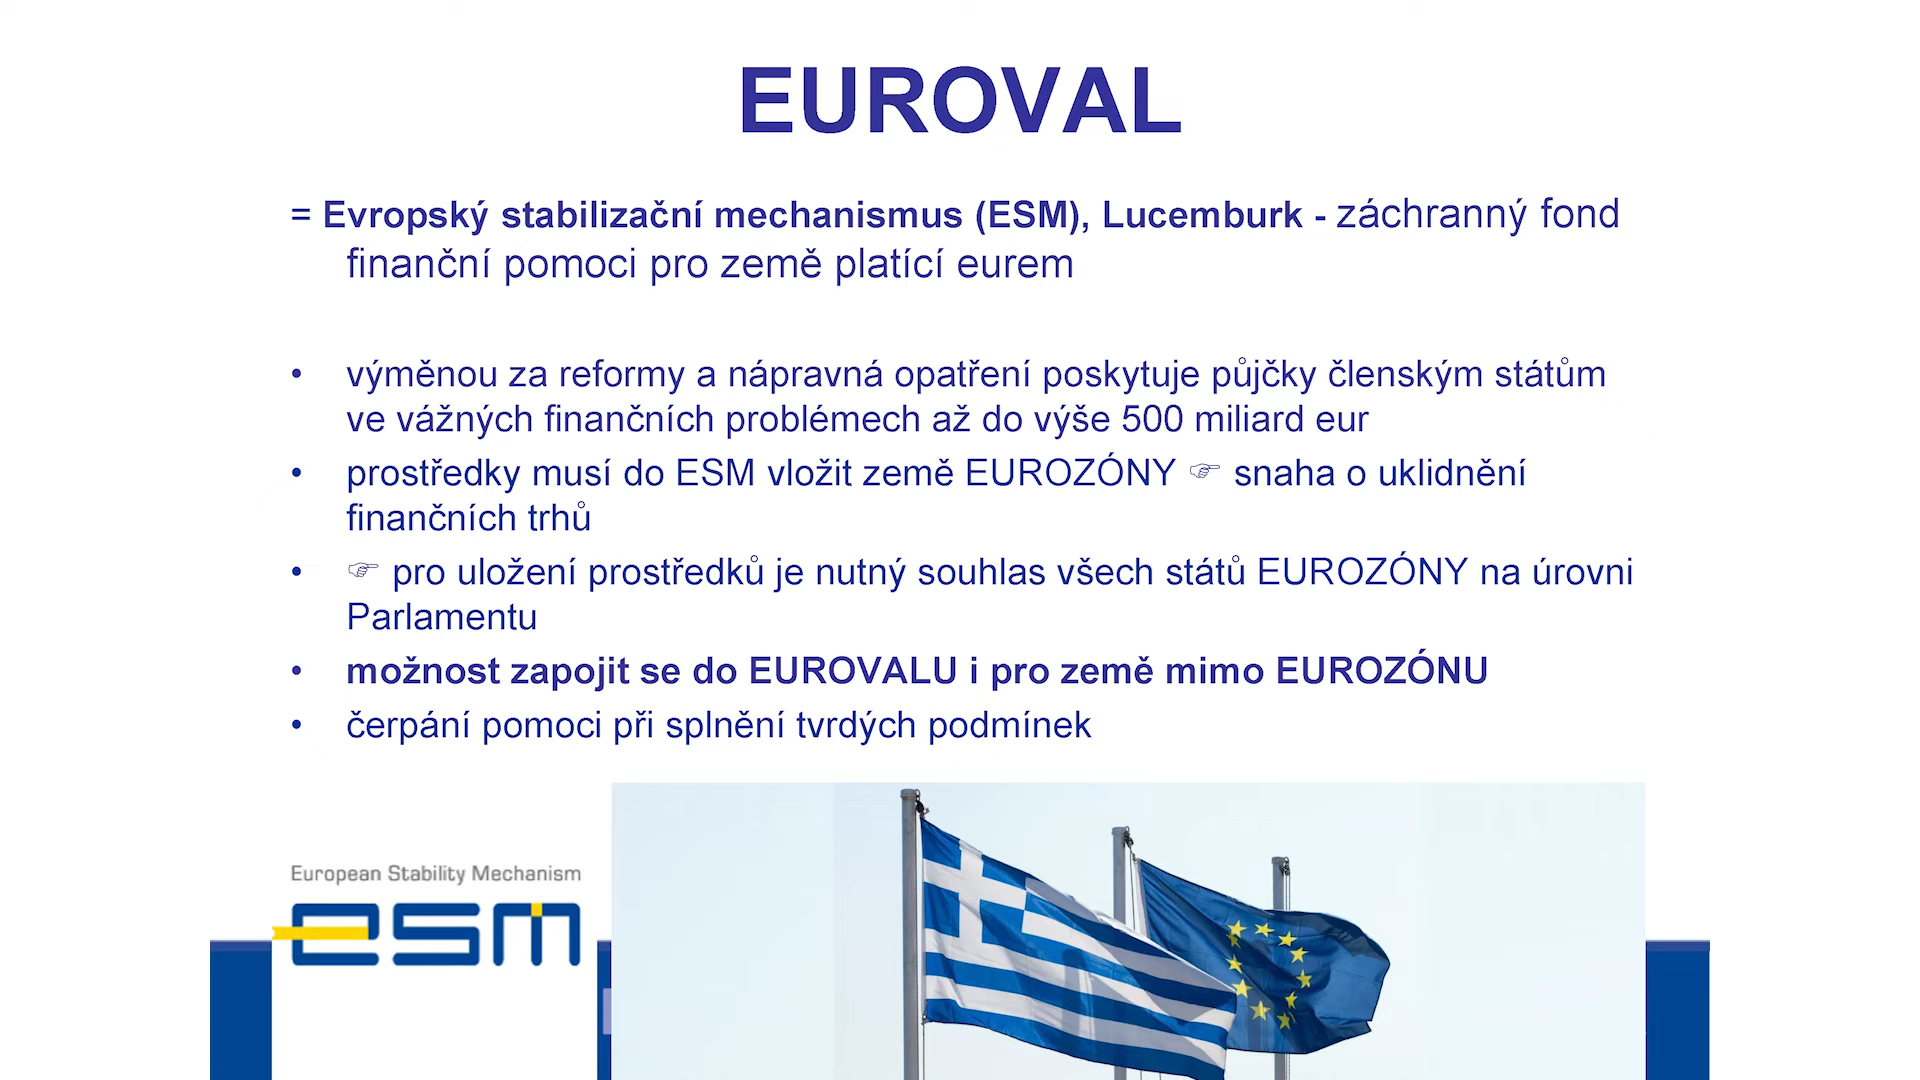 EUROVAL
= Evropský stabilizační mechanismus (ESM), Lucemburk - záchranný fond
finanční pomoci pro země platící eurem
• výměnou za reformy a nápravná opatření poskytuje půjčky členským státům
ve vážných finančních problémech až do výše 500 miliard eur
• prostředky musí do ESM vložit země EUROZÓNY ☞ snaha o uklidnění
finančních trhů
• ☞ pro uložení prostředků je nutný souhlas všech států EUROZÓNY na úrovni
Parlamentu
• možnost zapojit se do EUROVALU i pro země mimo EUROZÓNU
• čerpání pomoci při splnění tvrdých podmínek
European Stability Mechanism
esm